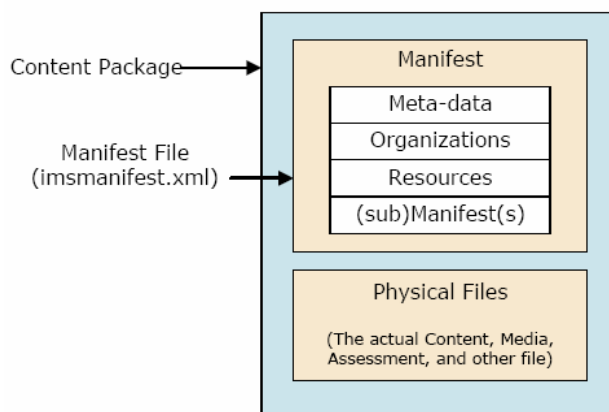 Content Package
Manifest File
(imsmanifest.xml)
Manifest
Meta-data
Organizations
Resources
(sub)Manifest(s)
Physical Files
(The actual Content, Media,
Assessment, and other file)